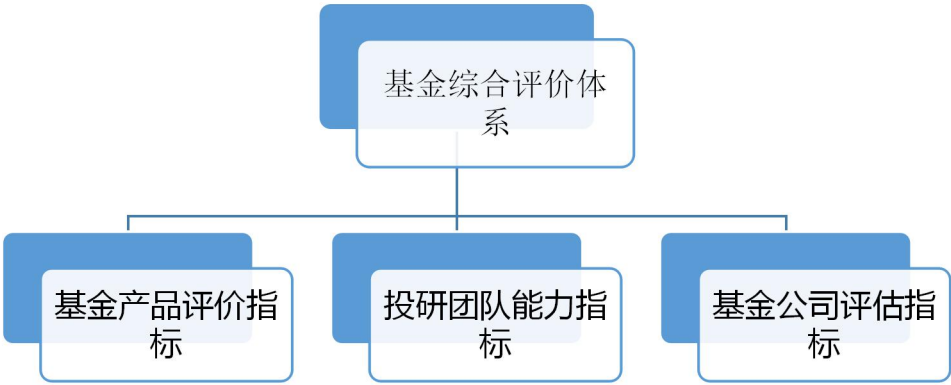 基金综合评价体
系
基金产品评价指
标
投研团队能力指
标
基金公司评估指
标